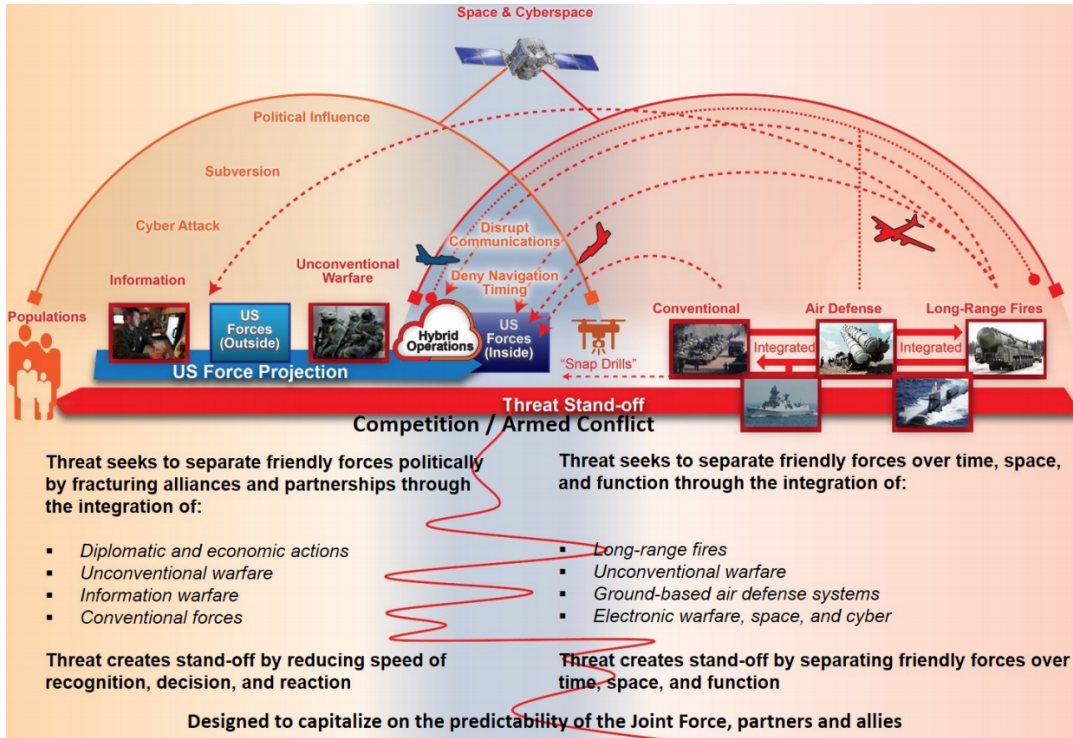 Space & Cyberspace
Political Influence
Subversion
Cyber Attack
Disrupt
Communications
Information
Unconventional
Warfare
Deny Navigation
Timing
Conventional
Air Defense
Long-Range Fires
Populations
US
Forces
(Outside)
Hybrid
Operations
US
Forces
(Inside)
Integrated
Integrated
"Snap Drills"
US Force Projection
Threat Stand-off
Competition / Armed Conflict
Threat seeks to separate friendly forces politically
by fracturing alliances and partnerships through
the integration of:
▪ Diplomatic and economic actions
▪ Unconventional warfare
▪ Information warfare
▪ Conventional forces
Threat creates stand-off by reducing speed of
recognition, decision, and reaction
Threat seeks to separate friendly forces over time, space,
and function through the integration of:
▪ Long-range fires
▪ Unconventional warfare
▪ Ground-based air defense systems
▪ Electronic warfare, space, and cyber
Threat creates stand-off by separating friendly forces over
time, space, and function
Designed to capitalize on the predictability of the Joint Force, partners and allies